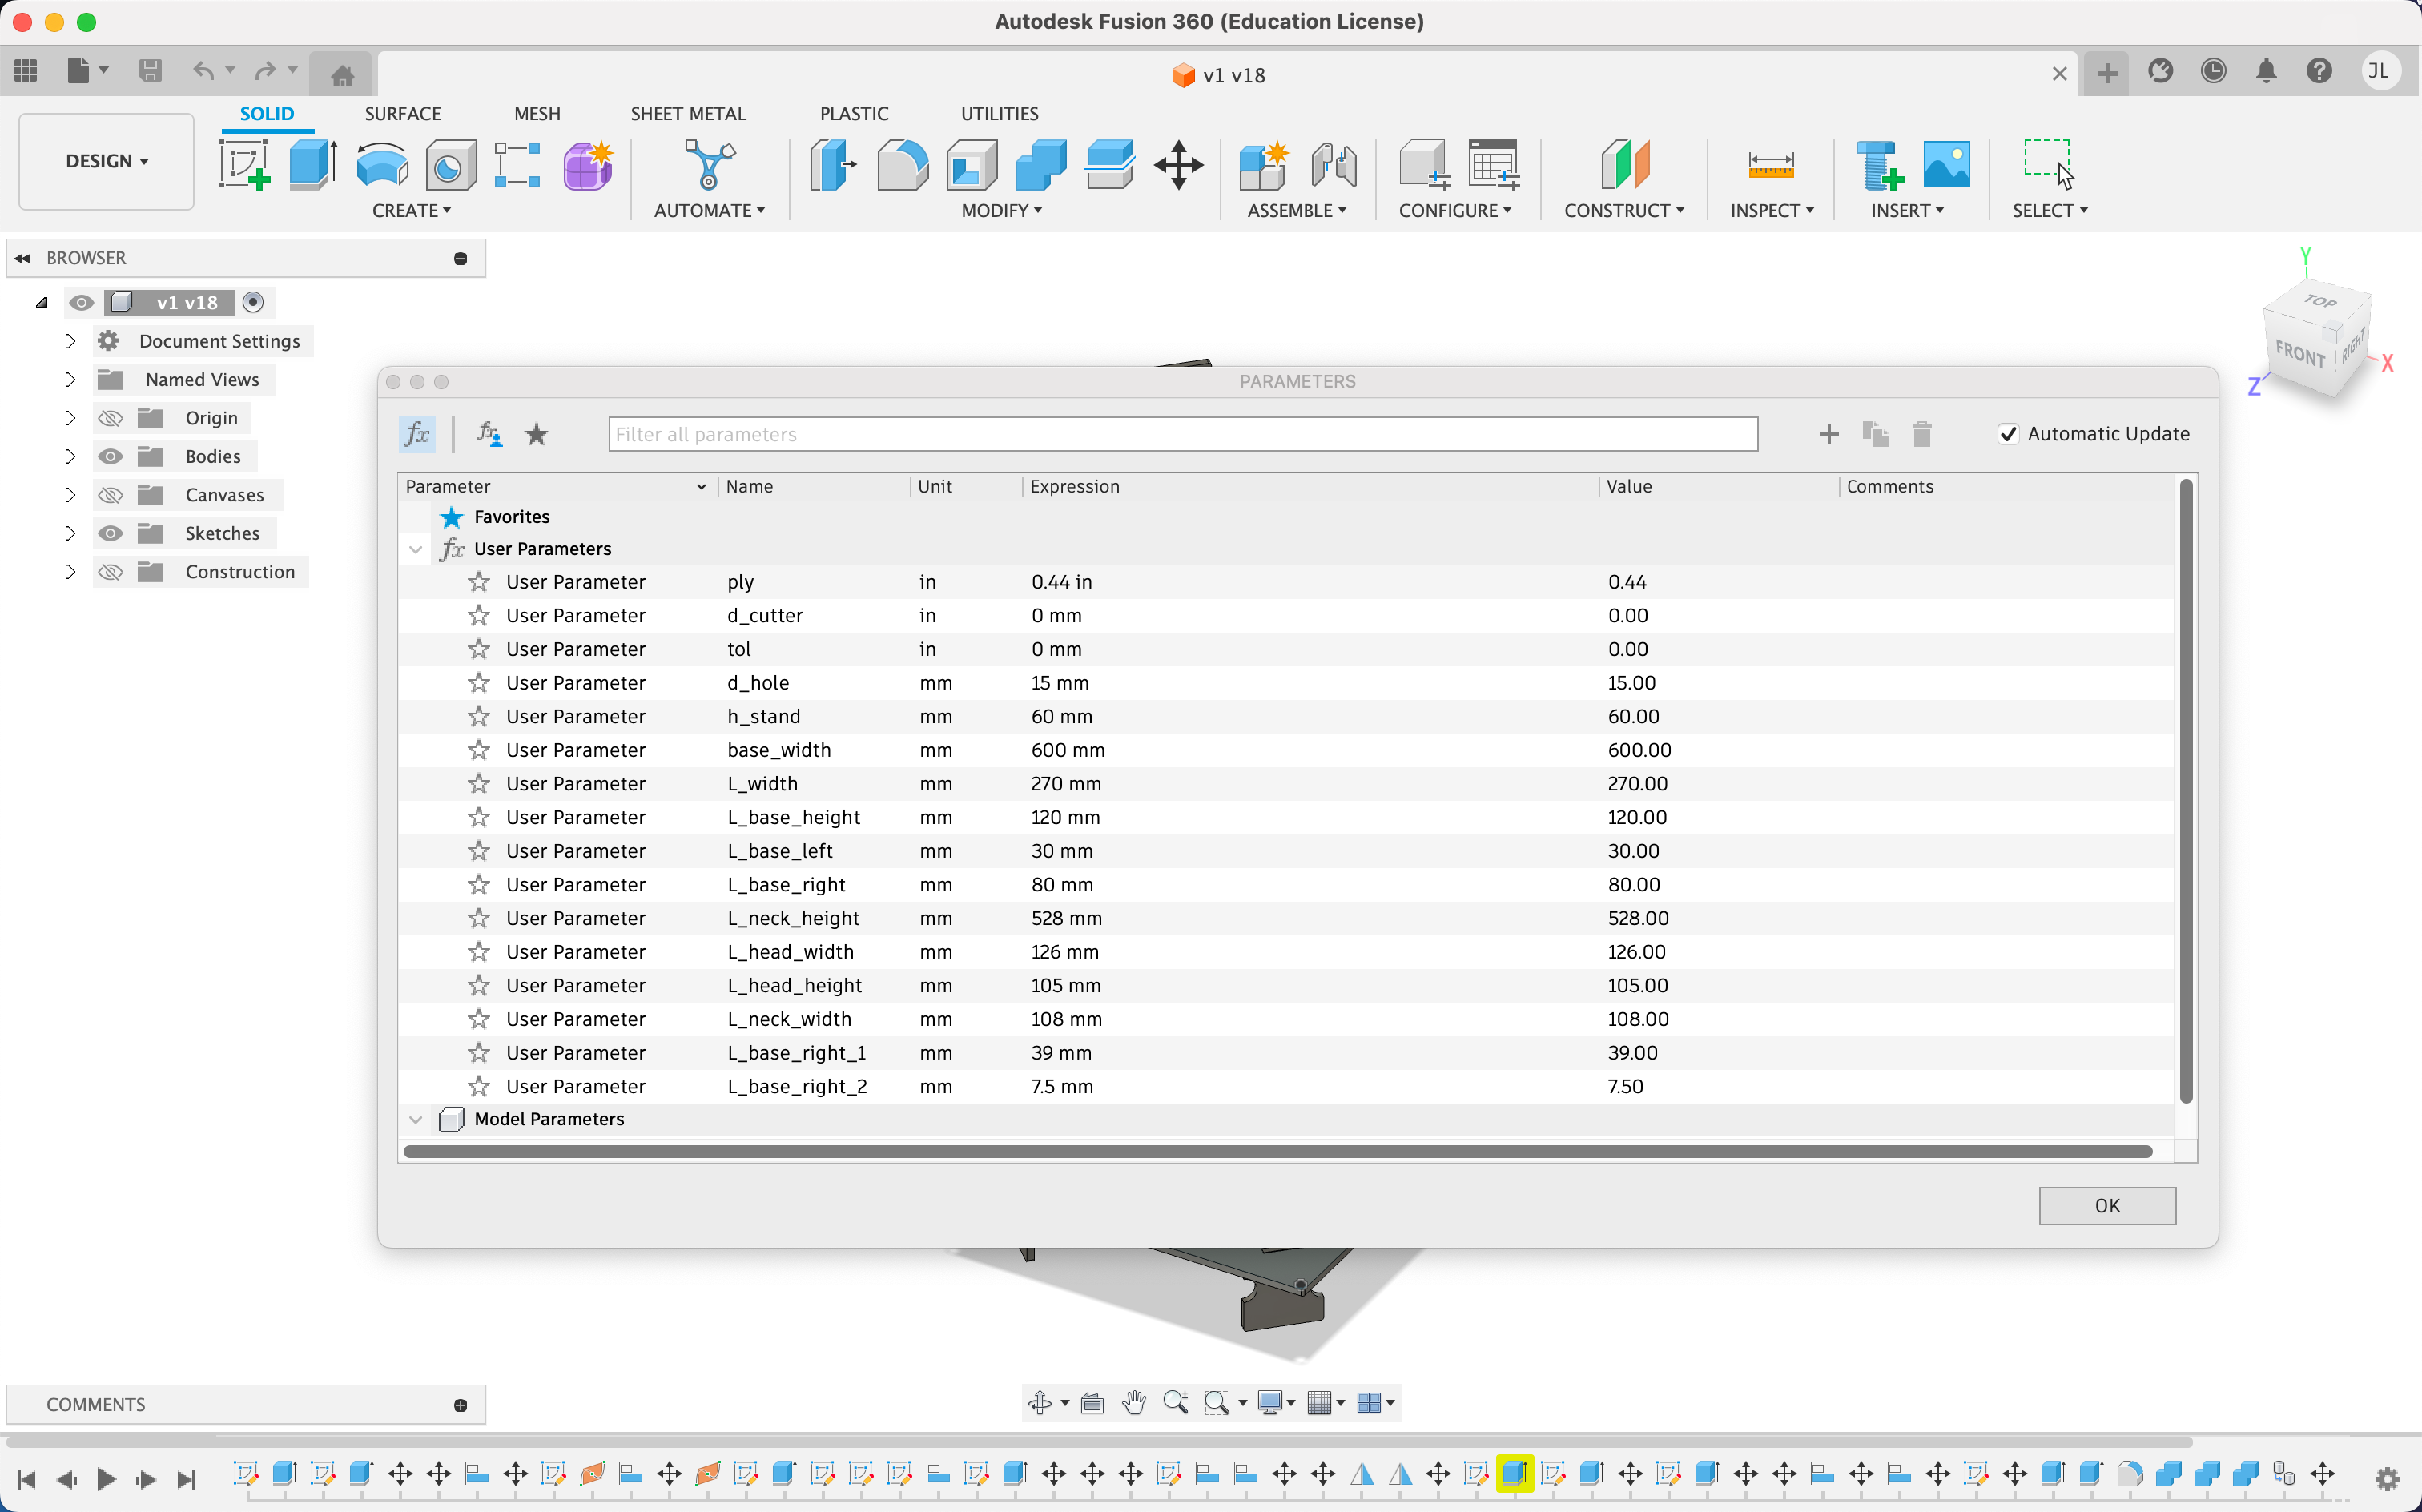 Autodesk Fusion 360 (Education License)
v1 v18
JL
SOLID SURFACE MESH SHEET METAL PLASTIC UTILITIES
DESIGN
CREATE AUTOMATE MODIFY ASSEMBLE CONFIGURE CONSTRUCT INSPECT INSERT SELECT
BROWSER
v1 v18
Document Settings
Named Views
Origin
Bodies
Canvases
Sketches
Construction
Y
TOP
FRONT
RIGHT
X
Z
PARAMETERS
fx fx Filter all parameters Automatic Update
Parameter Name Unit Expression Value Comments
Favorites
fx User Parameters
User Parameter ply in 0.44 in 0.44
User Parameter d_cutter in 0 mm 0.00
User Parameter tol in 0 mm 0.00
User Parameter d_hole mm 15 mm 15.00
User Parameter h_stand mm 60 mm 60.00
User Parameter base_width mm 600 mm 600.00
User Parameter L_width mm 270 mm 270.00
User Parameter L_base_height mm 120 mm 120.00
User Parameter L_base_left mm 30 mm 30.00
User Parameter L_base_right mm 80 mm 80.00
User Parameter L_neck_height mm 528 mm 528.00
User Parameter L_head_width mm 126 mm 126.00
User Parameter L_head_height mm 105 mm 105.00
User Parameter L_neck_width mm 108 mm 108.00
User Parameter L_base_right_1 mm 39 mm 39.00
User Parameter L_base_right_2 mm 7.5 mm 7.50
Model Parameters
OK
COMMENTS